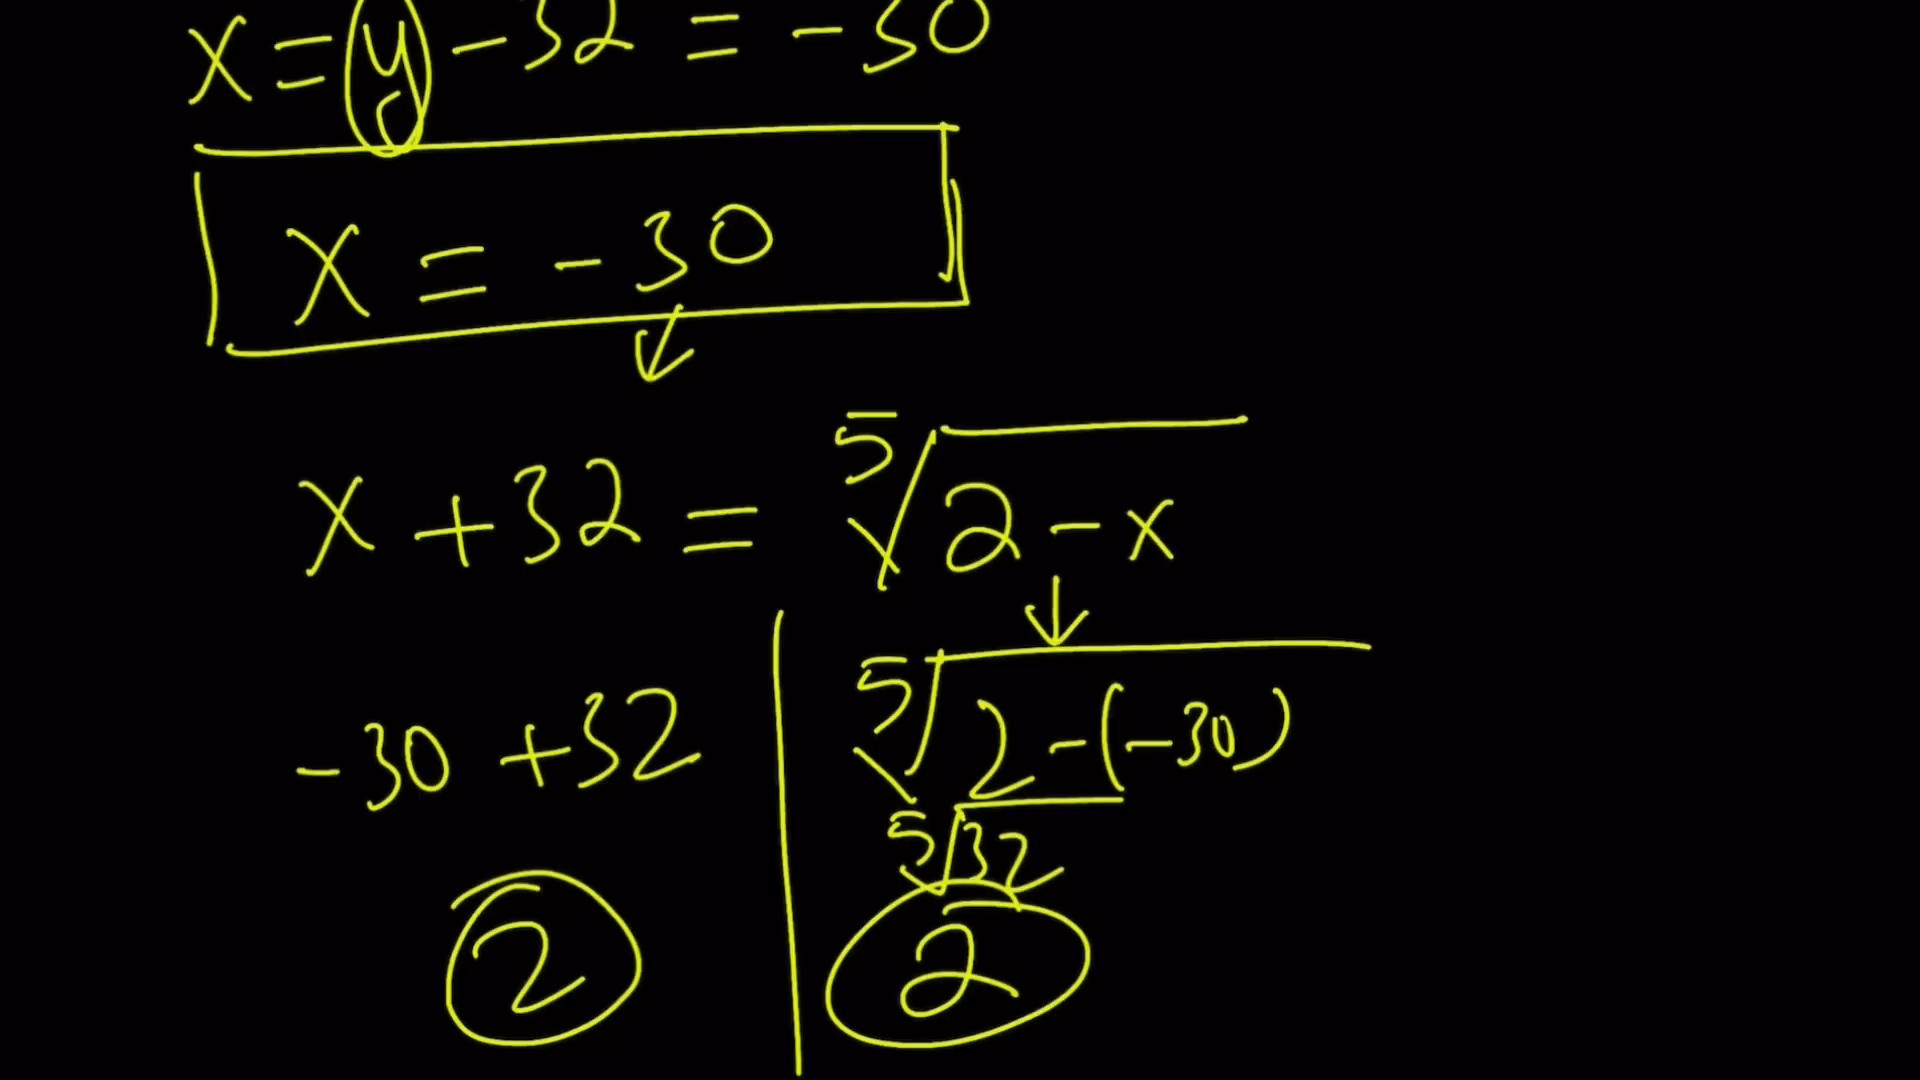 x = y - 32 = -30
x = -30
x + 32 = ⁵√(2 - x)
-30 + 32 | ⁵√(2 - (-30))
⁵√32
2 | 2